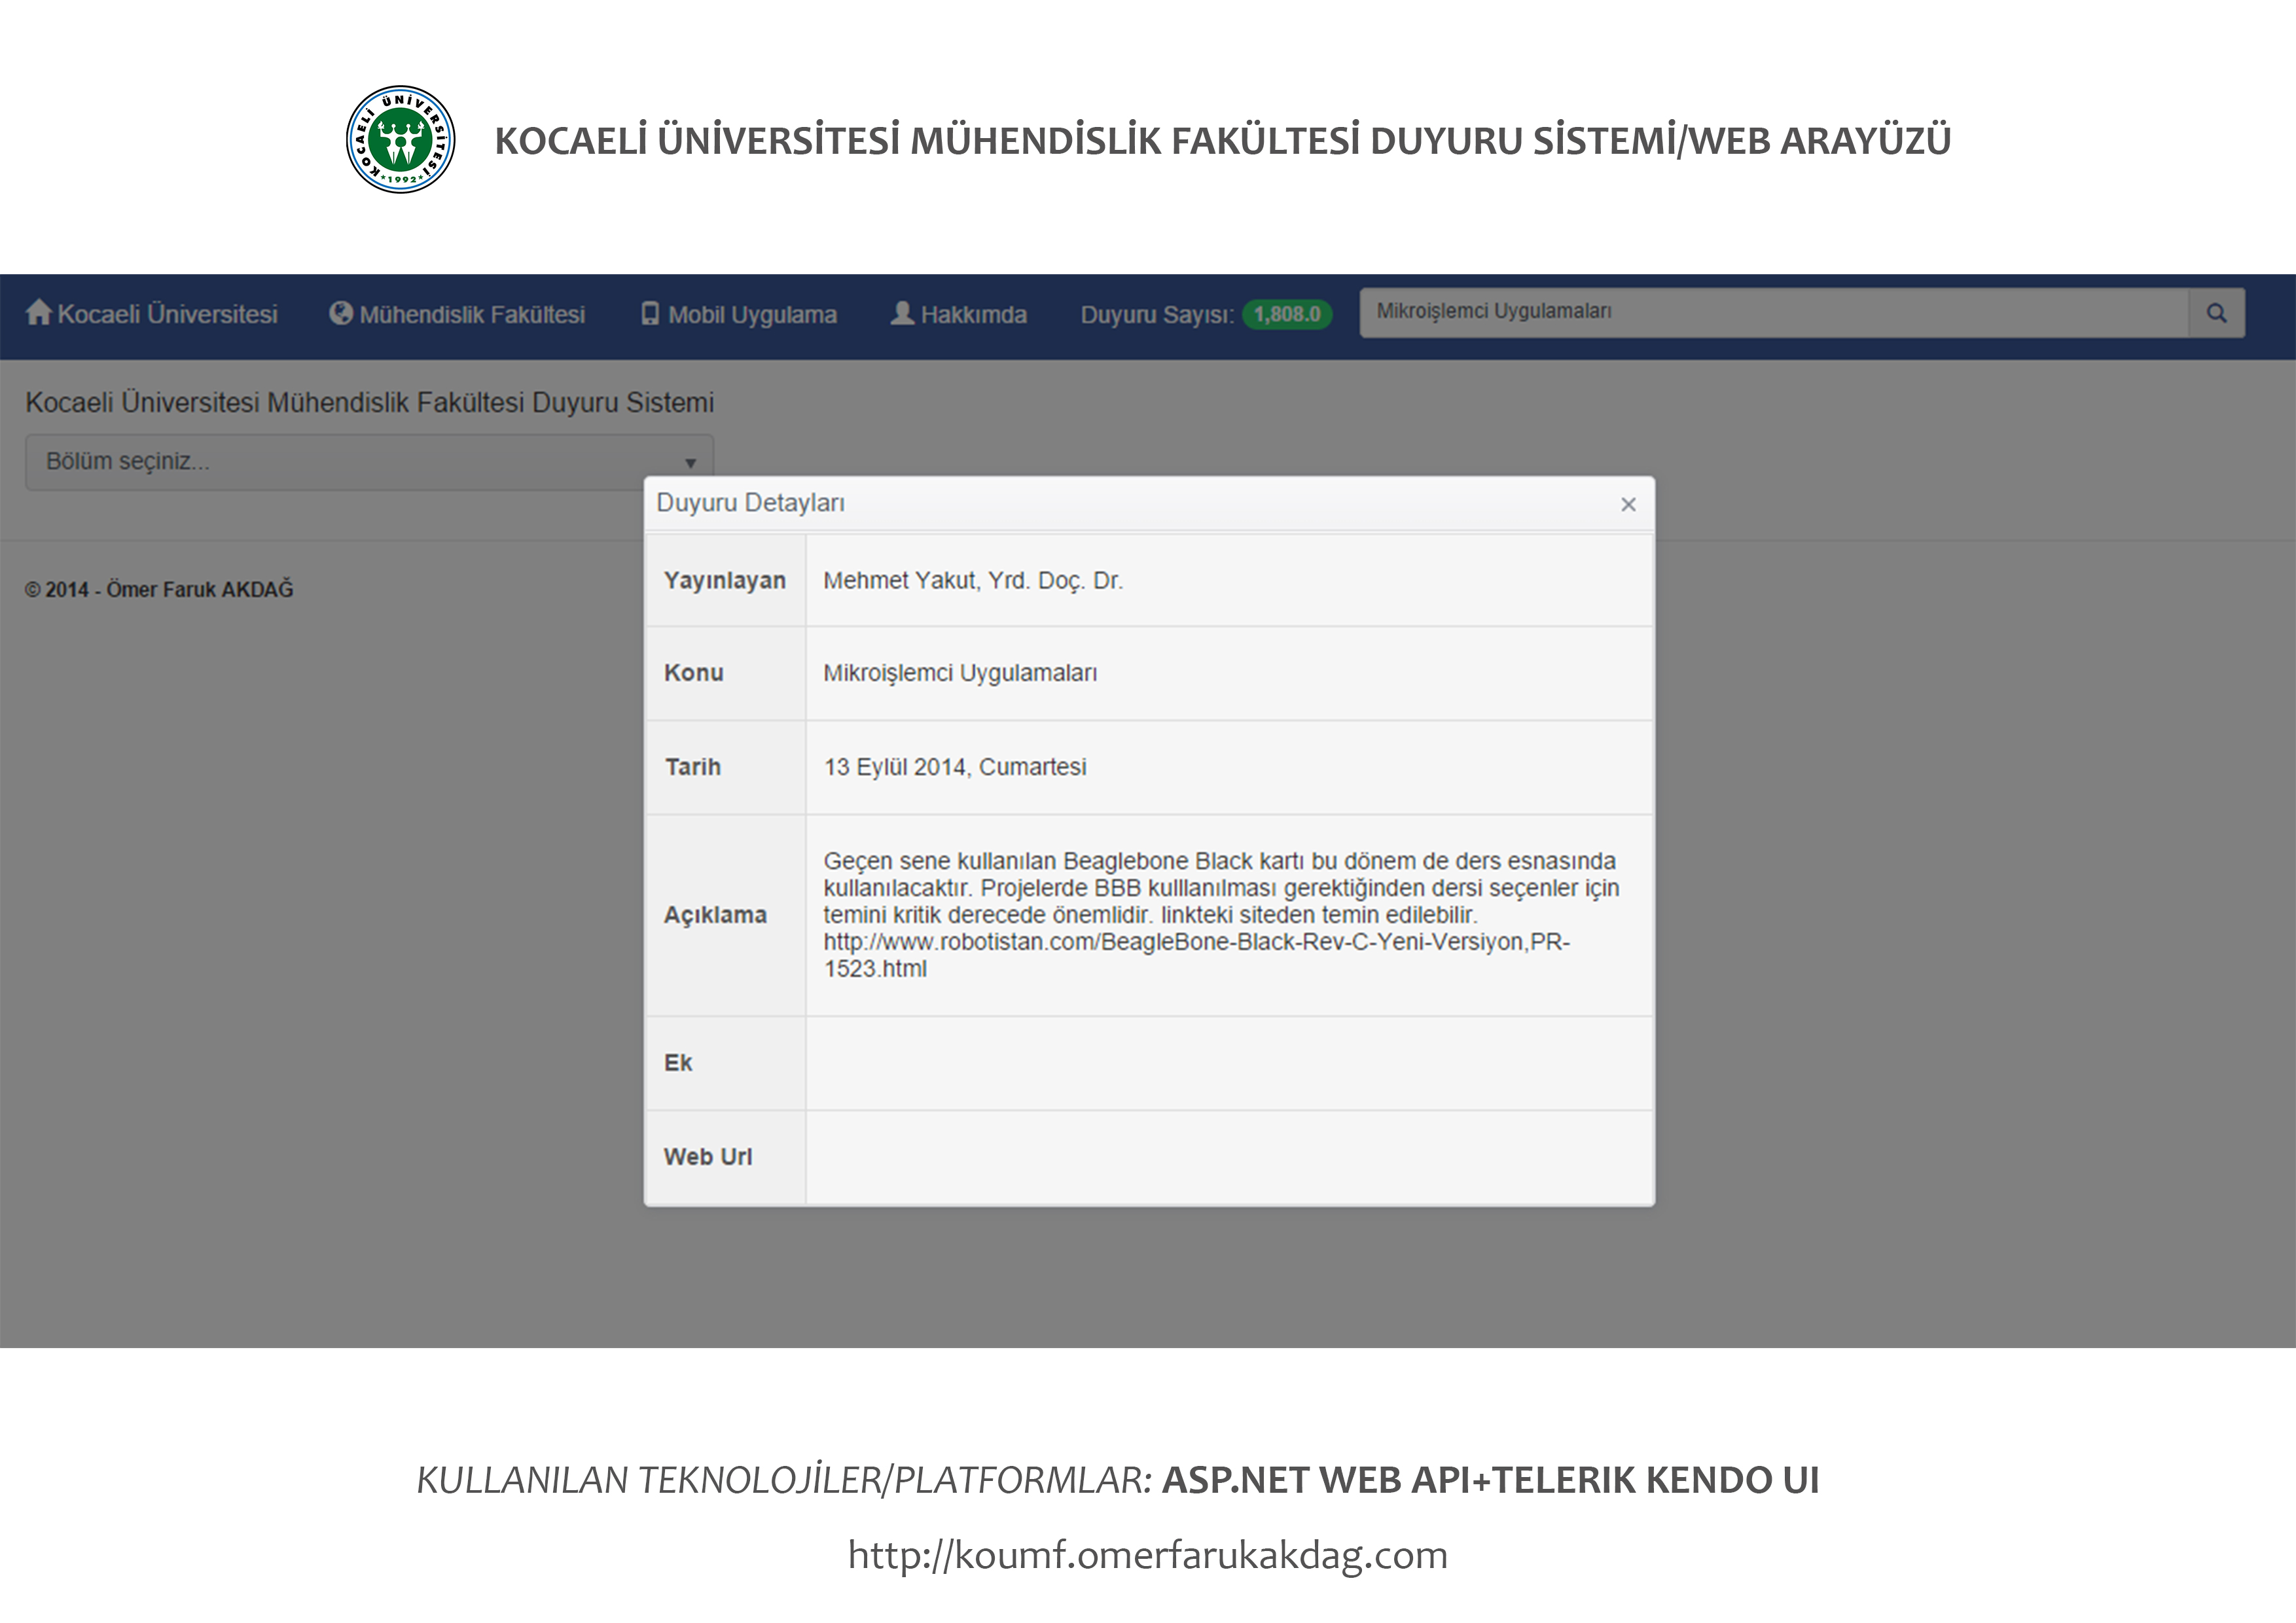 KOCAELİ ÜNİVERSİTESİ
★1992★
KOCAELİ ÜNİVERSİTESİ MÜHENDİSLİK FAKÜLTESİ DUYURU SİSTEMİ/WEB ARAYÜZÜ
Kocaeli Üniversitesi Mühendislik Fakültesi Mobil Uygulama Hakkımda Duyuru Sayısı: 1,808.0 Mikroişlemci Uygulamaları
Kocaeli Üniversitesi Mühendislik Fakültesi Duyuru Sistemi
Bölüm seçiniz...
© 2014 - Ömer Faruk AKDAĞ
Duyuru Detayları ×
Yayınlayan Mehmet Yakut, Yrd. Doç. Dr.
Konu Mikroişlemci Uygulamaları
Tarih 13 Eylül 2014, Cumartesi
Açıklama
Geçen sene kullanılan Beaglebone Black kartı bu dönem de ders esnasında
kullanılacaktır. Projelerde BBB kulllanılması gerektiğinden dersi seçenler için
temini kritik derecede önemlidir. linkteki siteden temin edilebilir.
http://www.robotistan.com/BeagleBone-Black-Rev-C-Yeni-Versiyon,PR-
1523.html
Ek
Web Url
KULLANILAN TEKNOLOJİLER/PLATFORMLAR: ASP.NET WEB API+TELERIK KENDO UI
http://koumf.omerfarukakdag.com